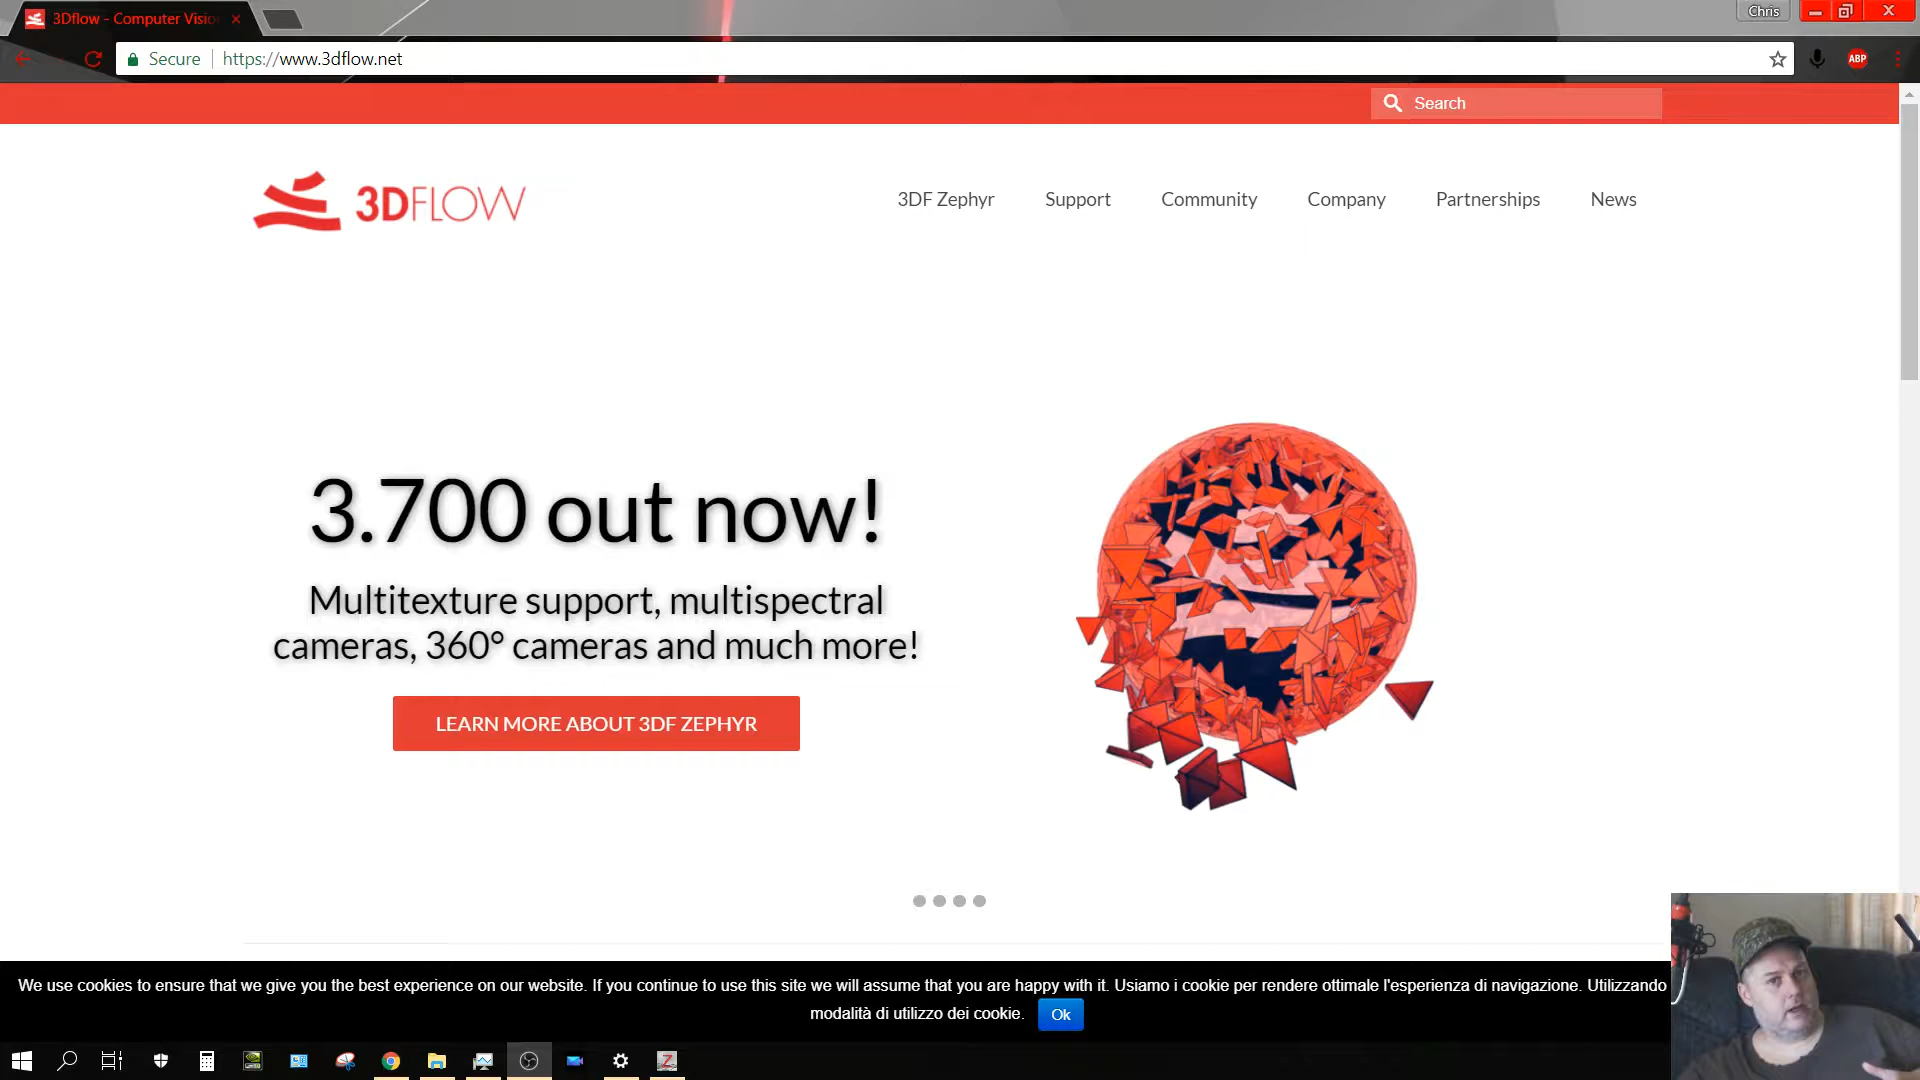 3Dflow - Computer Visio
Chris
Secure
https://www.3dflow.net
ABP
Search
3DFLOW
3DF Zephyr
Support
Community
Company
Partnerships
News
3.700 out now!
Multitexture support, multispectral
cameras, 360° cameras and much more!
LEARN MORE ABOUT 3DF ZEPHYR
We use cookies to ensure that we give you the best experience on our website. If you continue to use this site we will assume that you are happy with it. Usiamo i cookie per rendere ottimale l'esperienza di navigazione. Utilizzando
modalità di utilizzo dei cookie.
Ok
Z